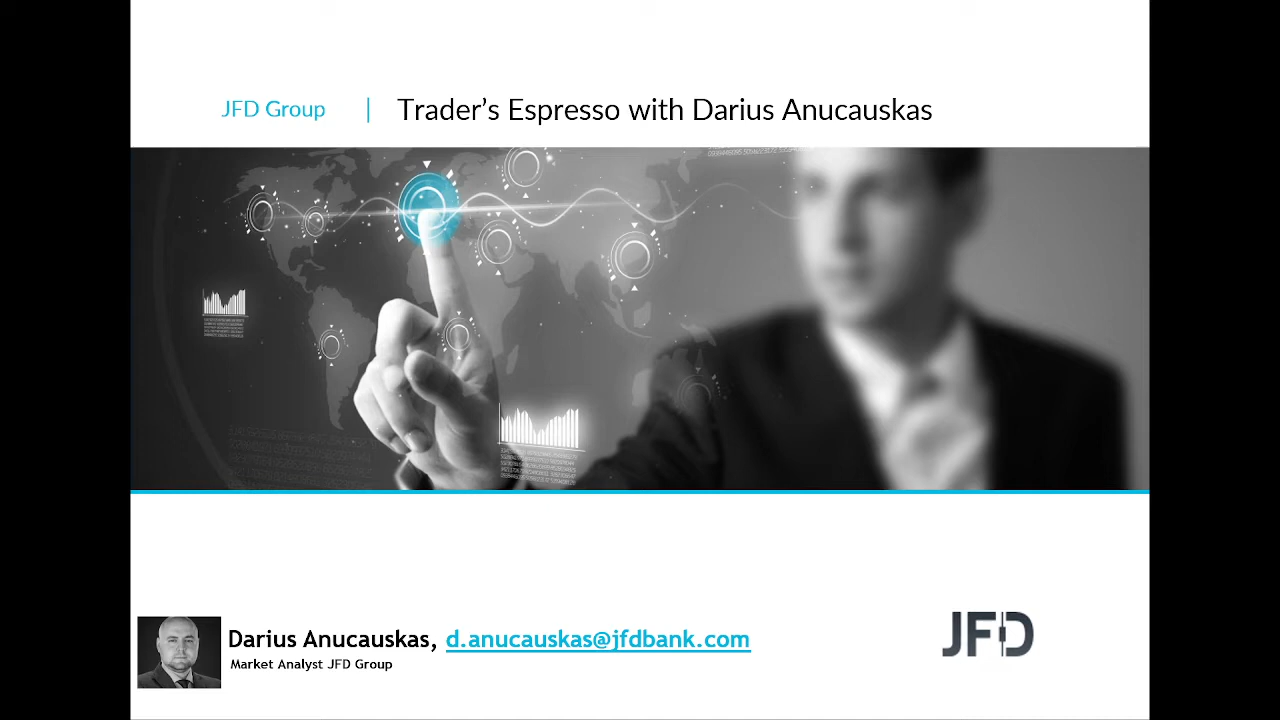 JFD Group | Trader’s Espresso with Darius Anucauskas
Darius Anucauskas, d.anucauskas@jfdbank.com
Market Analyst JFD Group
JFD